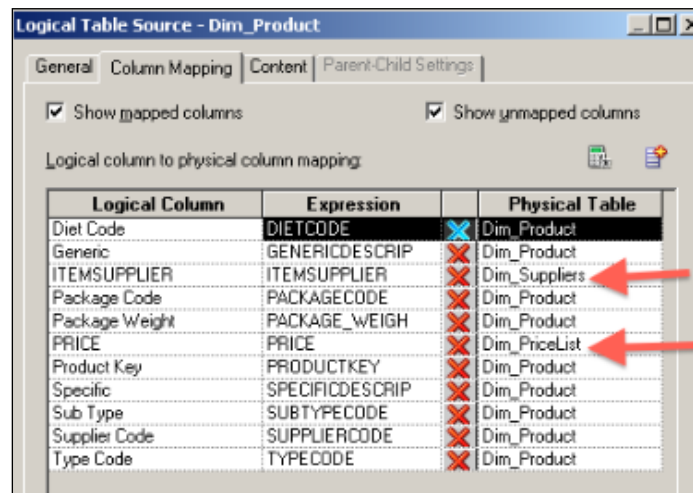 Logical Table Source - Dim_Product
General Column Mapping Content Parent-Child Settings
Show mapped columns Show unmapped columns
Logical column to physical column mapping:
Logical Column Expression Physical Table
Diet Code DIETCODE Dim_Product
Generic GENERICDESCRIP Dim_Product
ITEMSUPPLIER ITEMSUPPLIER Dim_Suppliers
Package Code PACKAGECODE Dim_Product
Package Weight PACKAGE_WEIGH Dim_Product
PRICE PRICE Dim_PriceList
Product Key PRODUCTKEY Dim_Product
Specific SPECIFICDESCRIP Dim_Product
Sub Type SUBTYPECODE Dim_Product
Supplier Code SUPPLIERCODE Dim_Product
Type Code TYPECODE Dim_Product